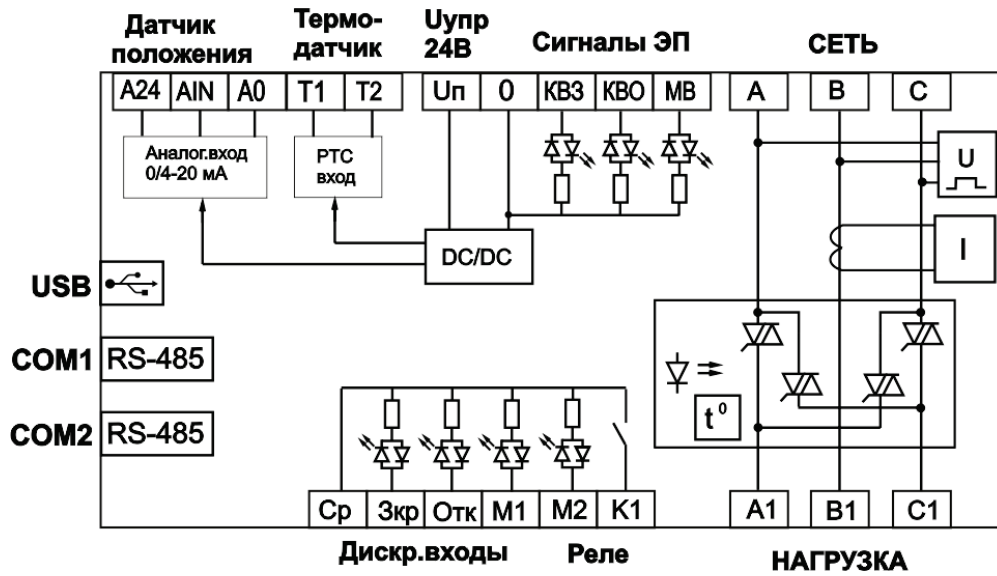 Датчик положения
Термо-датчик
Uупр 24В
Сигналы ЭП
СЕТЬ
A24 AIN A0 T1 T2 Uп 0 КВЗ КВО МВ A B C
Аналог.вход
0/4-20 мА
PTC
вход
U
DC/DC
I
USB
COM1 RS-485
COM2 RS-485
t⁰
Ср Зкр Отк М1 М2 К1 A1 B1 C1
Дискр.входы Реле НАГРУЗКА